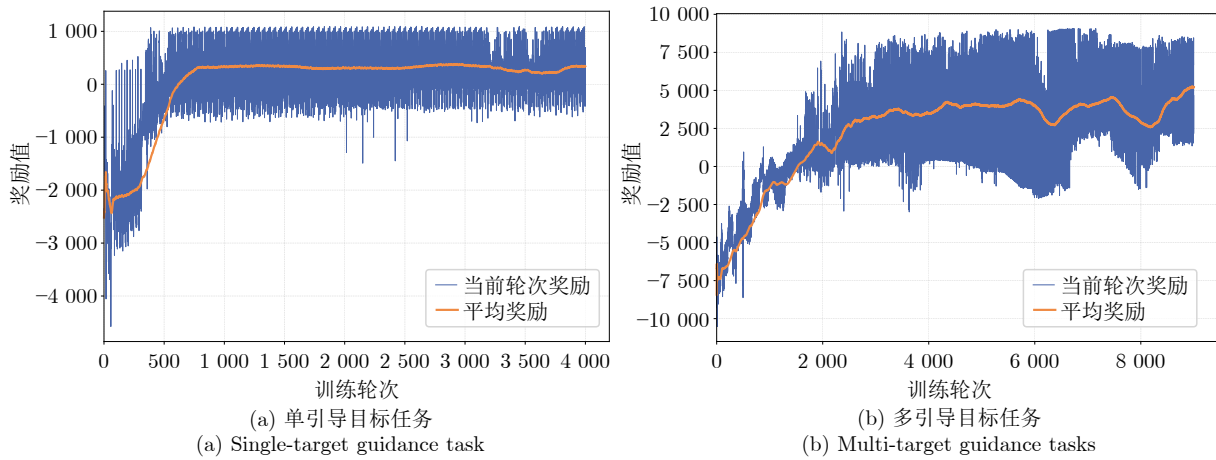 1 000
0
−1 000
−2 000
−3 000
−4 000
奖励值
0
500
1 000
1 500
2 000
2 500
3 000
3 500
4 000
训练轮次
当前轮次奖励
平均奖励
(a) 单引导目标任务
(a) Single-target guidance task
10 000
7 500
5 000
2 500
0
−2 500
−5 000
−7 500
−10 000
奖励值
0
2 000
4 000
6 000
8 000
训练轮次
当前轮次奖励
平均奖励
(b) 多引导目标任务
(b) Multi-target guidance tasks